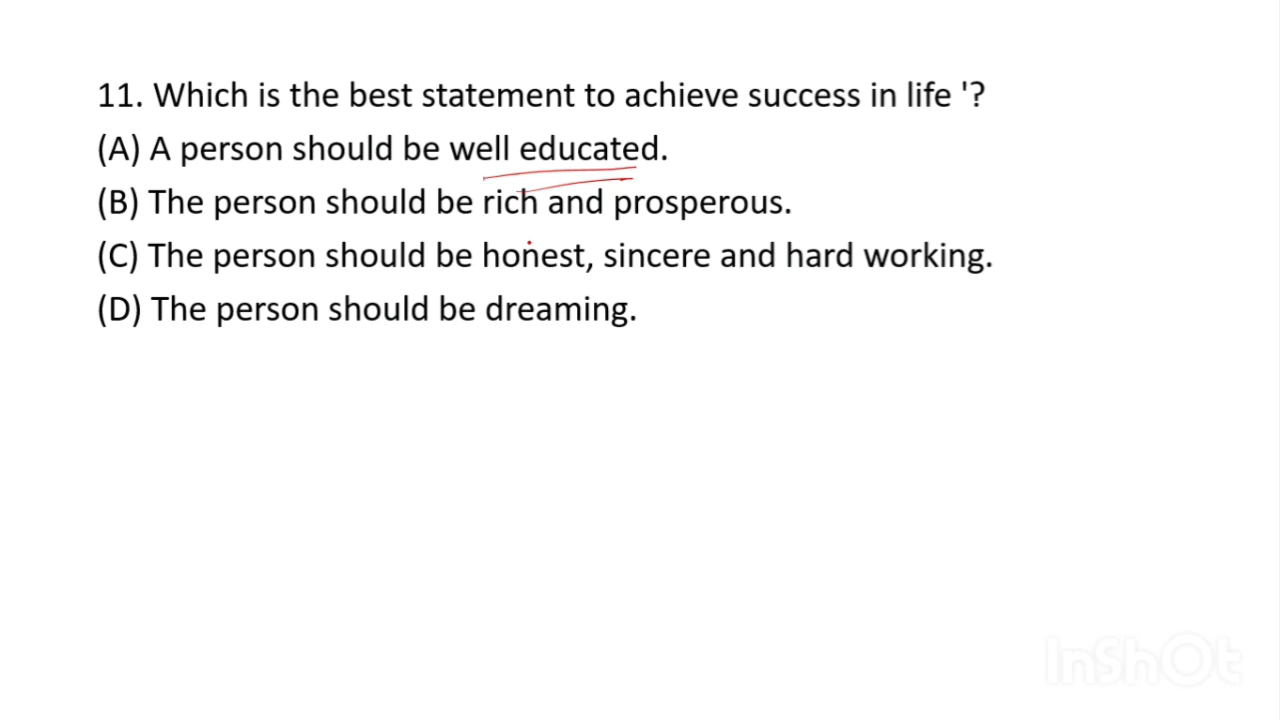 11. Which is the best statement to achieve success in life '?
(A) A person should be well educated.
(B) The person should be rich and prosperous.
(C) The person should be honest, sincere and hard working.
(D) The person should be dreaming.
InShOt